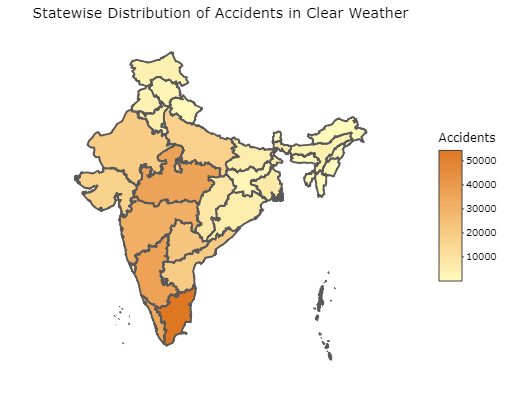 Statewise Distribution of Accidents in Clear Weather
Accidents
50000
40000
30000
20000
10000